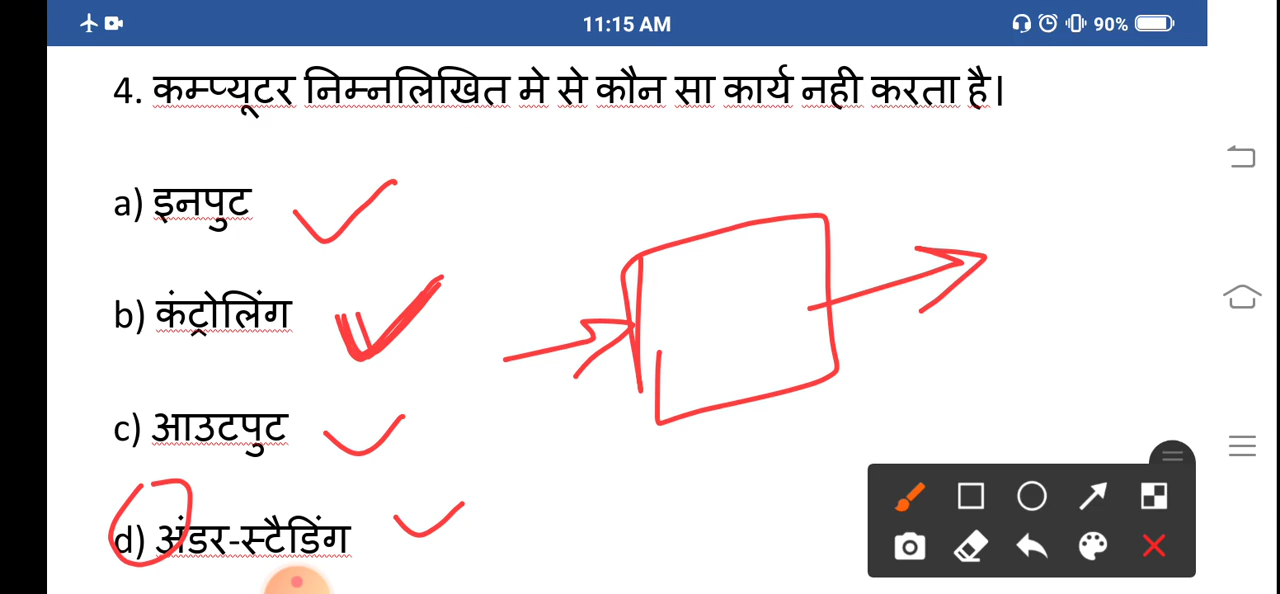 11:15 AM
90%
4. कम्प्यूटर निम्नलिखित मे से कौन सा कार्य नही करता है।
a) इनपुट
b) कंट्रोलिंग
c) आउटपुट
d) अंडर-स्टैडिंग